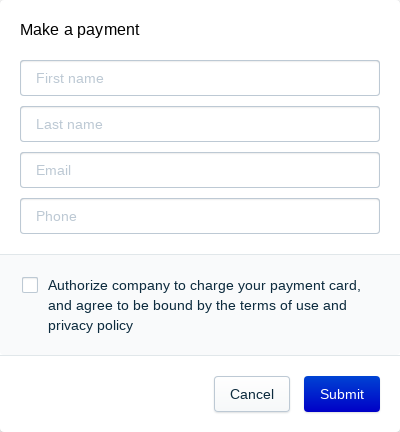 Make a payment
First name
Last name
Email
Phone
Authorize company to charge your payment card,
and agree to be bound by the terms of use and
privacy policy
Cancel Submit